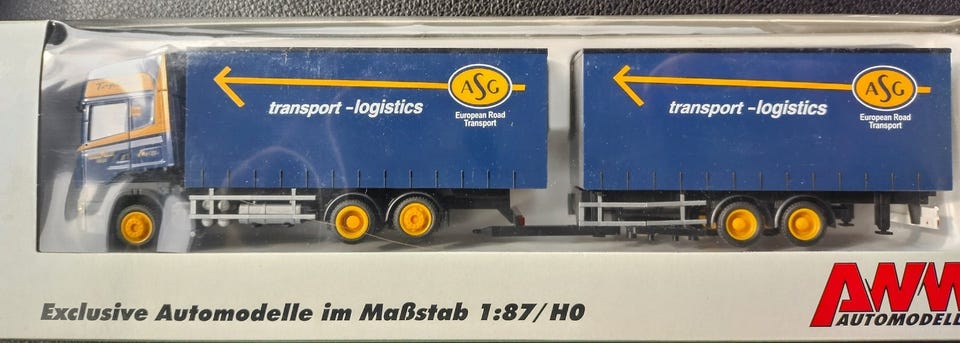 ASG
transport -logistics
European Road
Transport
ASG
transport -logistics
European Road
Transport
Exclusive Automodelle im Maßstab 1:87/H0
AWM
AUTOMODELL